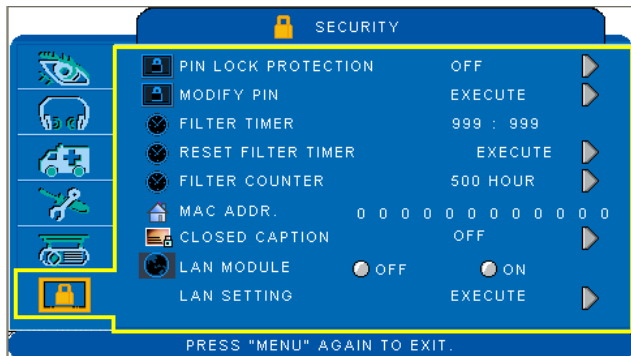 SECURITY
PIN LOCK PROTECTION OFF
MODIFY PIN EXECUTE
FILTER TIMER 999 : 999
RESET FILTER TIMER EXECUTE
FILTER COUNTER 500 HOUR
MAC ADDR. 0 0 0 0 0 0 0 0 0 0 0 0
CLOSED CAPTION OFF
LAN MODULE OFF ON
LAN SETTING EXECUTE
PRESS "MENU" AGAIN TO EXIT.